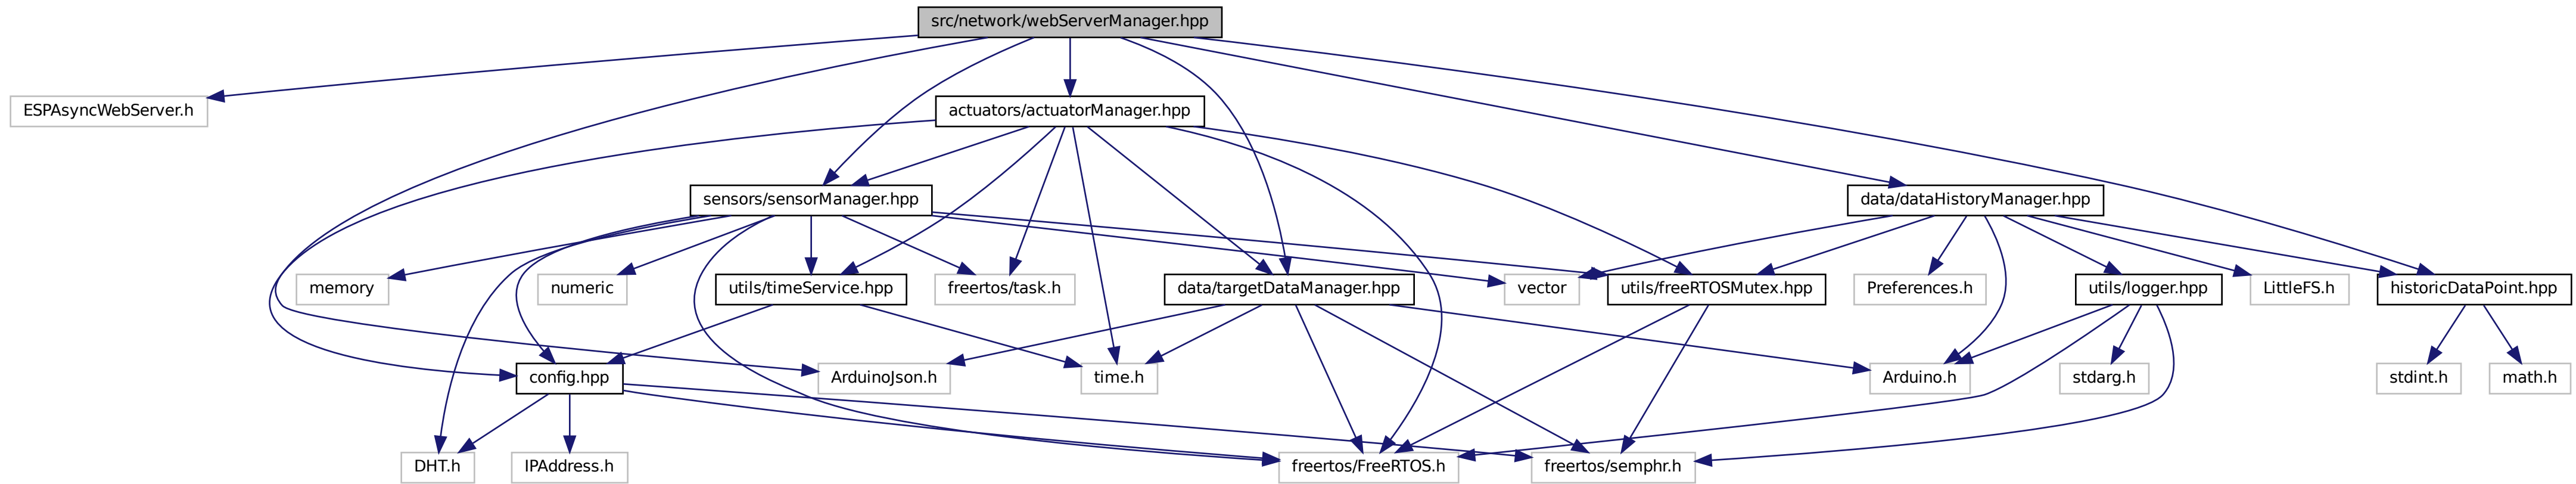 src/network/webServerManager.hpp
ESPAsyncWebServer.h
actuators/actuatorManager.hpp
sensors/sensorManager.hpp
data/dataHistoryManager.hpp
memory
numeric
utils/timeService.hpp
freertos/task.h
data/targetDataManager.hpp
vector
utils/freeRTOSMutex.hpp
Preferences.h
utils/logger.hpp
LittleFS.h
historicDataPoint.hpp
config.hpp
ArduinoJson.h
time.h
Arduino.h
stdarg.h
stdint.h
math.h
DHT.h
IPAddress.h
freertos/FreeRTOS.h
freertos/semphr.h